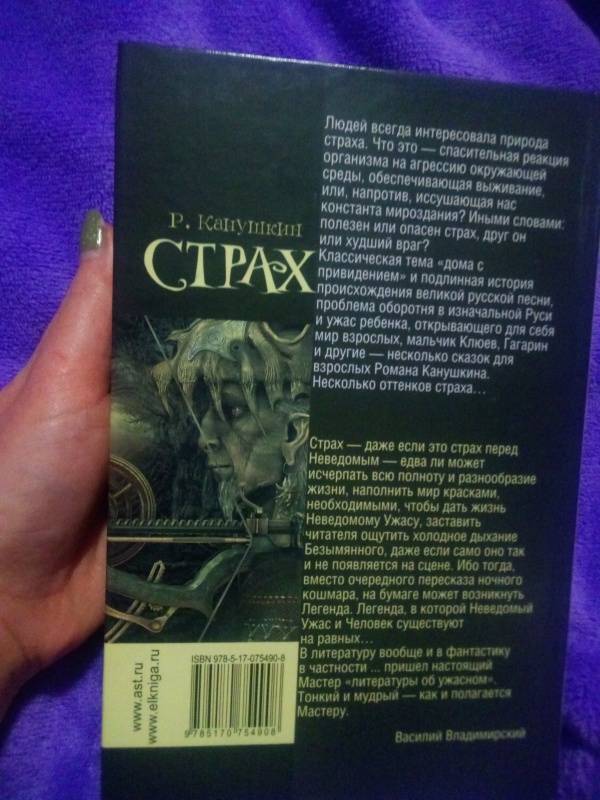 Р. Канушкин
СТРАХ
Людей всегда интересовала природа
страха. Что это — спасительная реакция
организма на агрессию окружающей
среды, обеспечивающая выживание,
или, напротив, иссушающая нас
константа мироздания? Иными словами:
полезен или опасен страх, друг он
или худший враг?
Классическая тема «дома с
привидением» и подлинная история
происхождения великой русской песни,
проблема оборотня в изначальной Руси
и ужас ребенка, открывающего для себя
мир взрослых, мальчик Клюев, Гагарин
и другие — несколько сказок для
взрослых Романа Канушкина.
Несколько оттенков страха...
Страх — даже если это страх перед
Неведомым — едва ли может
исчерпать всю полноту и разнообразие
жизни, наполнить мир красками,
необходимыми, чтобы дать жизнь
Неведомому Ужасу, заставить
читателя ощутить холодное дыхание
Безымянного, даже если само оно так
и не появляется на сцене. Ибо тогда,
вместо очередного пересказа ночного
кошмара, на бумаге может возникнуть
Легенда. Легенда, в которой Неведомый
Ужас и Человек существуют
на равных...
В литературу вообще и в фантастику
в частности ... пришел настоящий
Мастер «литературы об ужасном».
Тонкий и мудрый — как и полагается
Мастеру.
Василий Владимирский
www.ast.ru
www.elkniga.ru
ISBN 978-5-17-075490-8
9785170754908